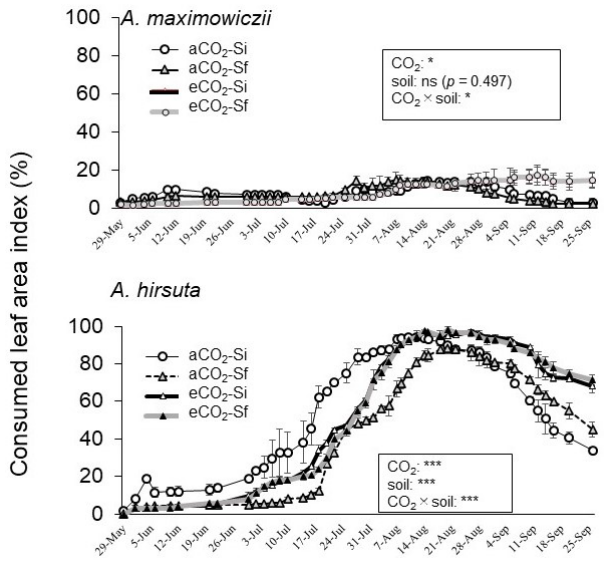 A. maximowiczii
100
80
60
40
20
0
aCO₂-Si
aCO₂-Sf
eCO₂-Si
eCO₂-Sf
CO₂: *
soil: ns (p = 0.497)
CO₂ × soil: *
29-May
5-Jun
12-Jun
19-Jun
26-Jun
3-Jul
10-Jul
17-Jul
24-Jul
31-Jul
7-Aug
14-Aug
21-Aug
28-Aug
4-Sep
11-Sep
18-Sep
25-Sep
Consumed leaf area index (%)
A. hirsuta
100
80
60
40
20
0
aCO₂-Si
aCO₂-Sf
eCO₂-Si
eCO₂-Sf
CO₂: ***
soil: ***
CO₂ × soil: ***
29-May
5-Jun
12-Jun
19-Jun
26-Jun
3-Jul
10-Jul
17-Jul
24-Jul
31-Jul
7-Aug
14-Aug
21-Aug
28-Aug
4-Sep
11-Sep
18-Sep
25-Sep